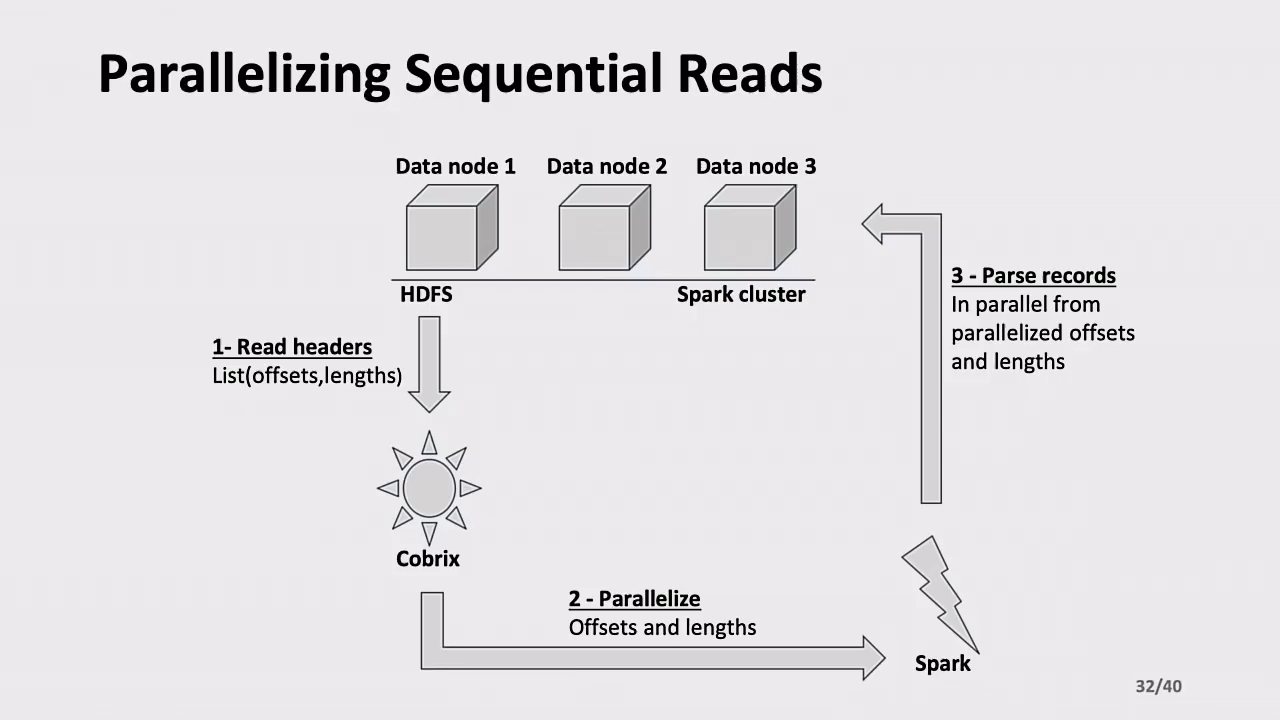 Parallelizing Sequential Reads
Data node 1 Data node 2 Data node 3
HDFS Spark cluster
1- Read headers
List(offsets,lengths)
3 - Parse records
In parallel from
parallelized offsets
and lengths
Cobrix
2 - Parallelize
Offsets and lengths
Spark
32/40